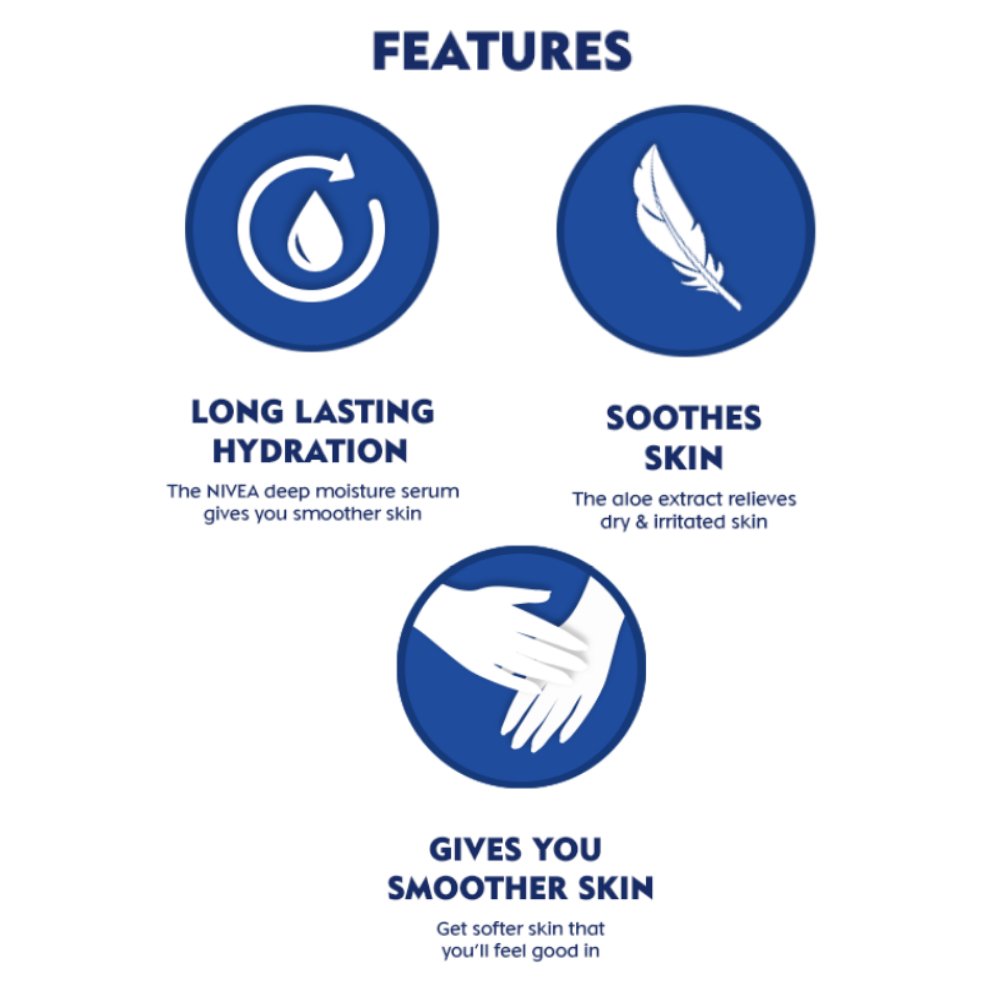 FEATURES
LONG LASTING
HYDRATION
The NIVEA deep moisture serum
gives you smoother skin
SOOTHES
SKIN
The aloe extract relieves
dry & irritated skin
GIVES YOU
SMOOTHER SKIN
Get softer skin that
you'll feel good in